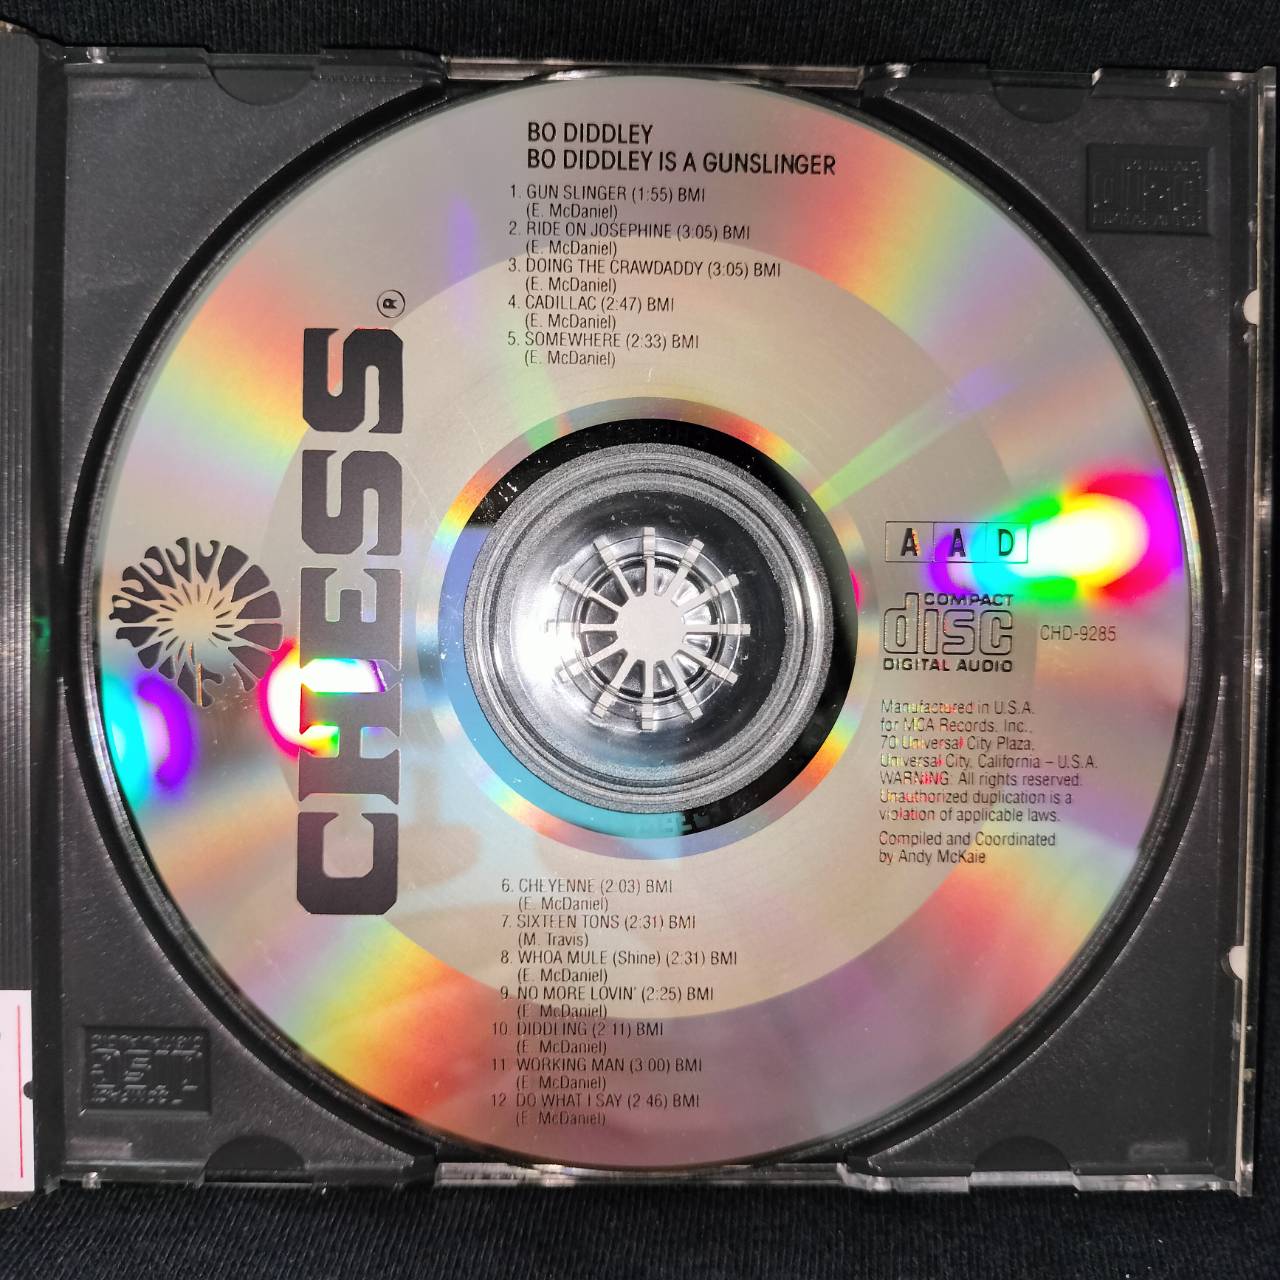 BO DIDDLEY
BO DIDDLEY IS A GUNSLINGER
1. GUN SLINGER (1:55) BMI
(E. McDaniel)
2. RIDE ON JOSEPHINE (3:05) BMI
(E. McDaniel)
3. DOING THE CRAWDADDY (3:05) BMI
(E. McDaniel)
4. CADILLAC (2:47) BMI
(E. McDaniel)
5. SOMEWHERE (2:33) BMI
(E. McDaniel)
CHESS®
A A D
COMPACT
disc
DIGITAL AUDIO
CHD-9285
Manufactured in U.S.A.
for MCA Records, Inc.,
70 Universal City Plaza,
Universal City, California – U.S.A.
WARNING: All rights reserved.
Unauthorized duplication is a
violation of applicable laws.
Compiled and Coordinated
by Andy McKaie
6. CHEYENNE (2:03) BMI
(E. McDaniel)
7. SIXTEEN TONS (2:31) BMI
(M. Travis)
8. WHOA MULE (Shine) (2:31) BMI
(E. McDaniel)
9. NO MORE LOVIN' (2:25) BMI
(E. McDaniel)
10. DIDDLING (2:11) BMI
(E. McDaniel)
11. WORKING MAN (3:00) BMI
(E. McDaniel)
12. DO WHAT I SAY (2:46) BMI
(E. McDaniel)